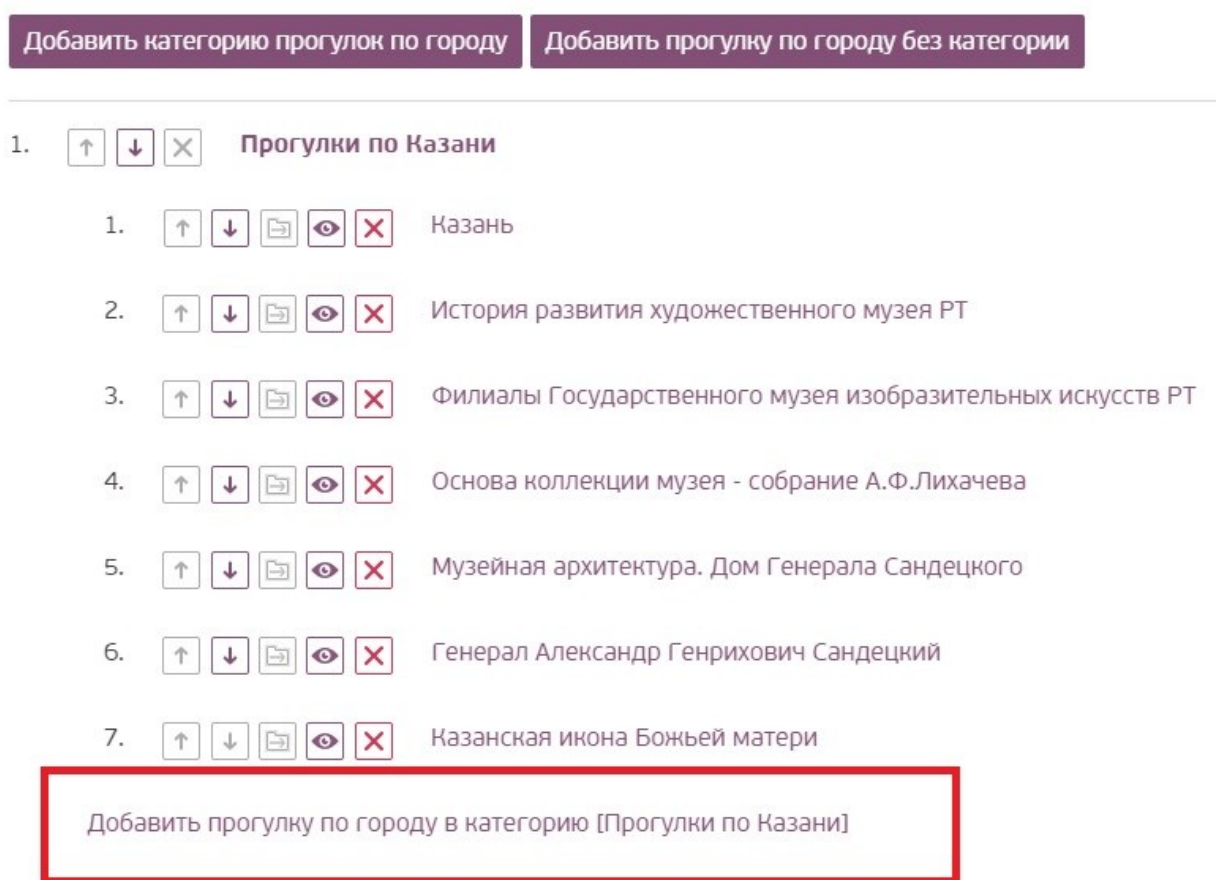 Добавить категорию прогулок по городу Добавить прогулку по городу без категории
1. Прогулки по Казани
1. Казань
2. История развития художественного музея РТ
3. Филиалы Государственного музея изобразительных искусств РТ
4. Основа коллекции музея - собрание А.Ф.Лихачева
5. Музейная архитектура. Дом Генерала Сандецкого
6. Генерал Александр Генрихович Сандецкий
7. Казанская икона Божьей матери
Добавить прогулку по городу в категорию [Прогулки по Казани]